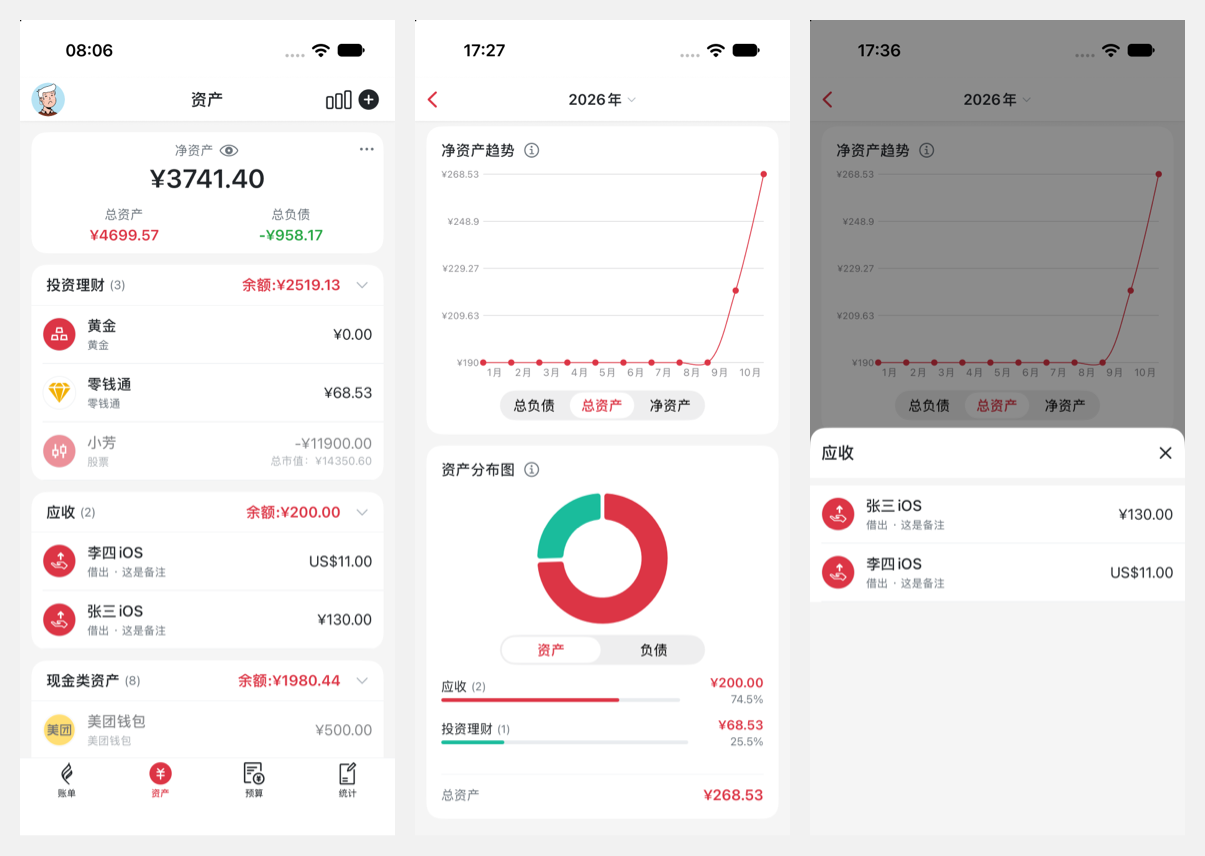 08:06
资产
净资产
¥3741.40
总资产
总负债
¥4699.57
-¥958.17
投资理财 (3)
余额:¥2519.13
黄金
黄金
¥0.00
零钱通
零钱通
¥68.53
小芳
股票
-¥11900.00
总市值: ¥14350.60
应收 (2)
余额:¥200.00
李四iOS
借出 · 这是备注
US$11.00
张三iOS
借出 · 这是备注
¥130.00
现金类资产 (8)
余额:¥1980.44
美团
美团钱包
美团钱包
¥500.00
账单
资产
预算
统计
17:27
2026年
净资产趋势
¥268.53
¥248.9
¥229.27
¥209.63
¥190
1月 2月 3月 4月 5月 6月 7月 8月 9月 10月
总负债 总资产 净资产
资产分布图
资产 负债
应收 (2)
¥200.00
74.5%
投资理财 (1)
¥68.53
25.5%
总资产
¥268.53
17:36
2026年
净资产趋势
¥268.53
¥248.9
¥229.27
¥209.63
¥190
1月 2月 3月 4月 5月 6月 7月 8月 9月 10月
总负债 总资产 净资产
应收
张三iOS
借出 · 这是备注
¥130.00
李四iOS
借出 · 这是备注
US$11.00